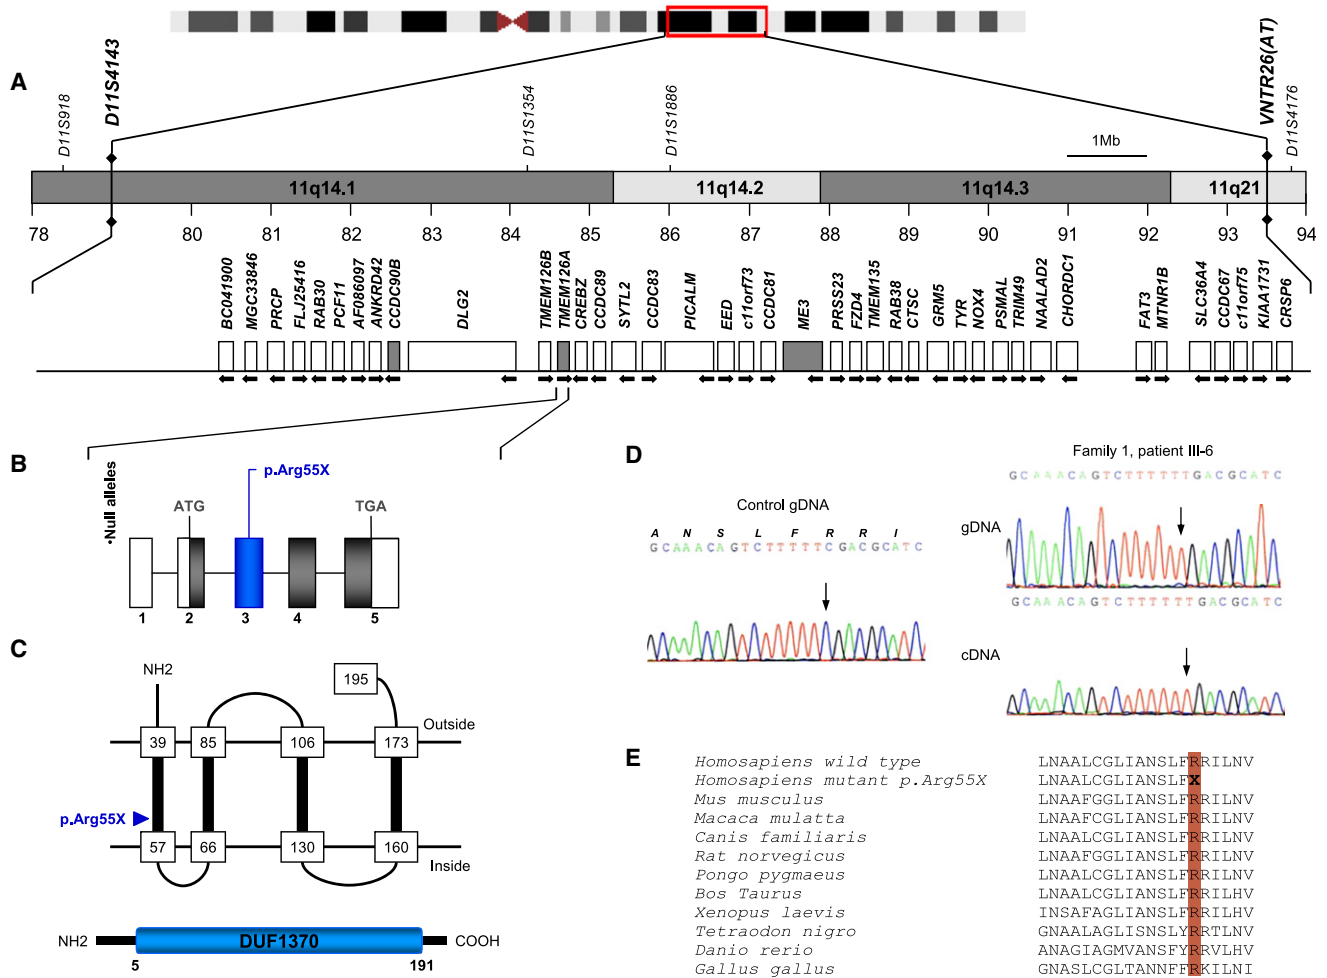 A
D11S918
D11S4143
D11S1354
D11S1886
VNTR26(AT)
D11S4176
1Mb
11q14.1
11q14.2
11q14.3
11q21
78 80 81 82 83 84 85 86 87 88 89 90 91 92 93 94
BC041900
MGC33846
PRCP
FLJ25416
RAB30
PCF11
AF086097
ANKRD42
CCDC90B
DLG2
TMEM126B
TMEM126A
CREBZ
CCDC89
SYTL2
CCDC83
PICALM
EED
c11orf73
CCDC81
ME3
PRSS23
FZD4
TMEM135
RAB38
CTSC
GRM5
TYR
NOX4
PSMAL
TRIM49
NAALAD2
CHORDC1
FAT3
MTNR1B
SLC36A4
CCDC67
c11orf75
KIAA1731
CRSP6
B
•Null alleles
p.Arg55X
ATG
TGA
1 2 3 4 5
C
NH2
195
Outside
39 85 106 173
p.Arg55X
57 66 130 160
Inside
NH2 DUF1370 COOH
5 191
D
Control gDNA
A N S L F R R I
GCAAACAGTCTTTTTCGACGCATC
Family 1, patient III-6
GCAAACAGTCTTTTTTGACGCATC
gDNA
GCAAACAGTCTTTTTTGACGCATC
cDNA
E
Homosapiens wild type LNAALCGLIANSLFRRILNV
Homosapiens mutant p.Arg55X LNAALCGLIANSLFX
Mus musculus LNAAFGGLIANSLFRRILNV
Macaca mulatta LNAAFCGLIANSLFRRILNV
Canis familiaris LNAALCGLIANSLFRRILNV
Rat norvegicus LNAAFGGLIANSLFRRILNV
Pongo pygmaeus LNAALCGLIANSLFRRILNV
Bos Taurus LNAALCGLIANSLFRRILHV
Xenopus laevis INSAFAGLIANSLFRRILHV
Tetraodon nigro GNAALAGLISNSLYRRTLNV
Danio rerio ANAGIAGMVANSFYRRVLHV
Gallus gallus GNASLCGLTANNFFRKILNI